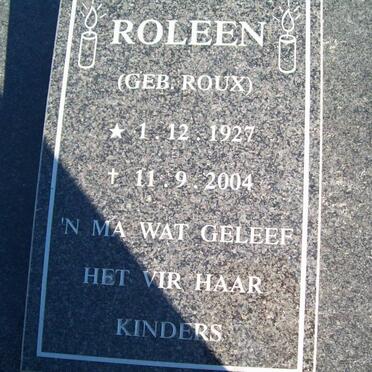 ROLEEN
(GEB. ROUX)
★ 1 . 12 . 1927
† 11 . 9 . 2004
'N MA WAT GELEEF
HET VIR HAAR
KINDERS